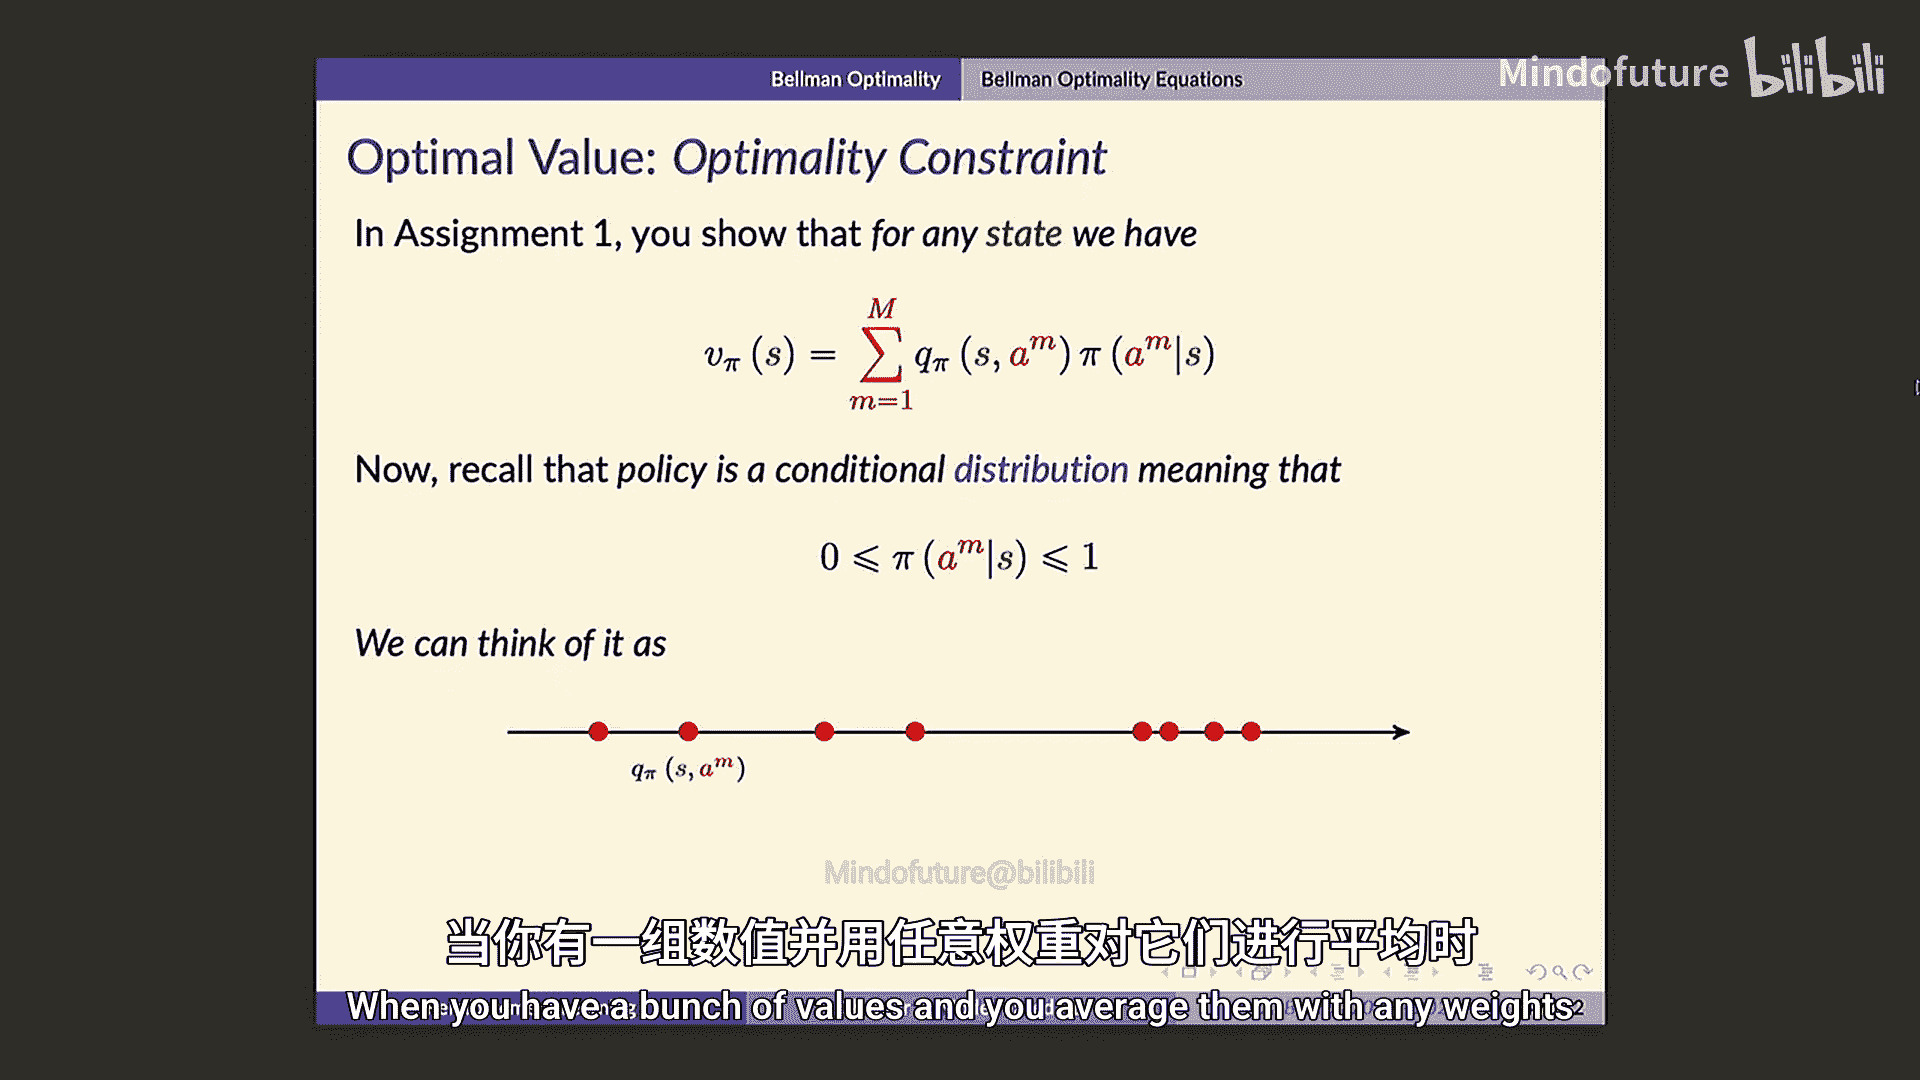 Mindofuture bilibili
Bellman Optimality Bellman Optimality Equations
Optimal Value: Optimality Constraint
In Assignment 1, you show that for any state we have
v_π (s) = ∑_{m=1}^{M} q_π (s, a^m) π (a^m|s)
Now, recall that policy is a conditional distribution meaning that
0 ⩽ π (a^m|s) ⩽ 1
We can think of it as
q_π (s, a^m)
Mindofuture@bilibili
当你有一组数值并用任意权重对它们进行平均时
When you have a bunch of values and you average them with any weights